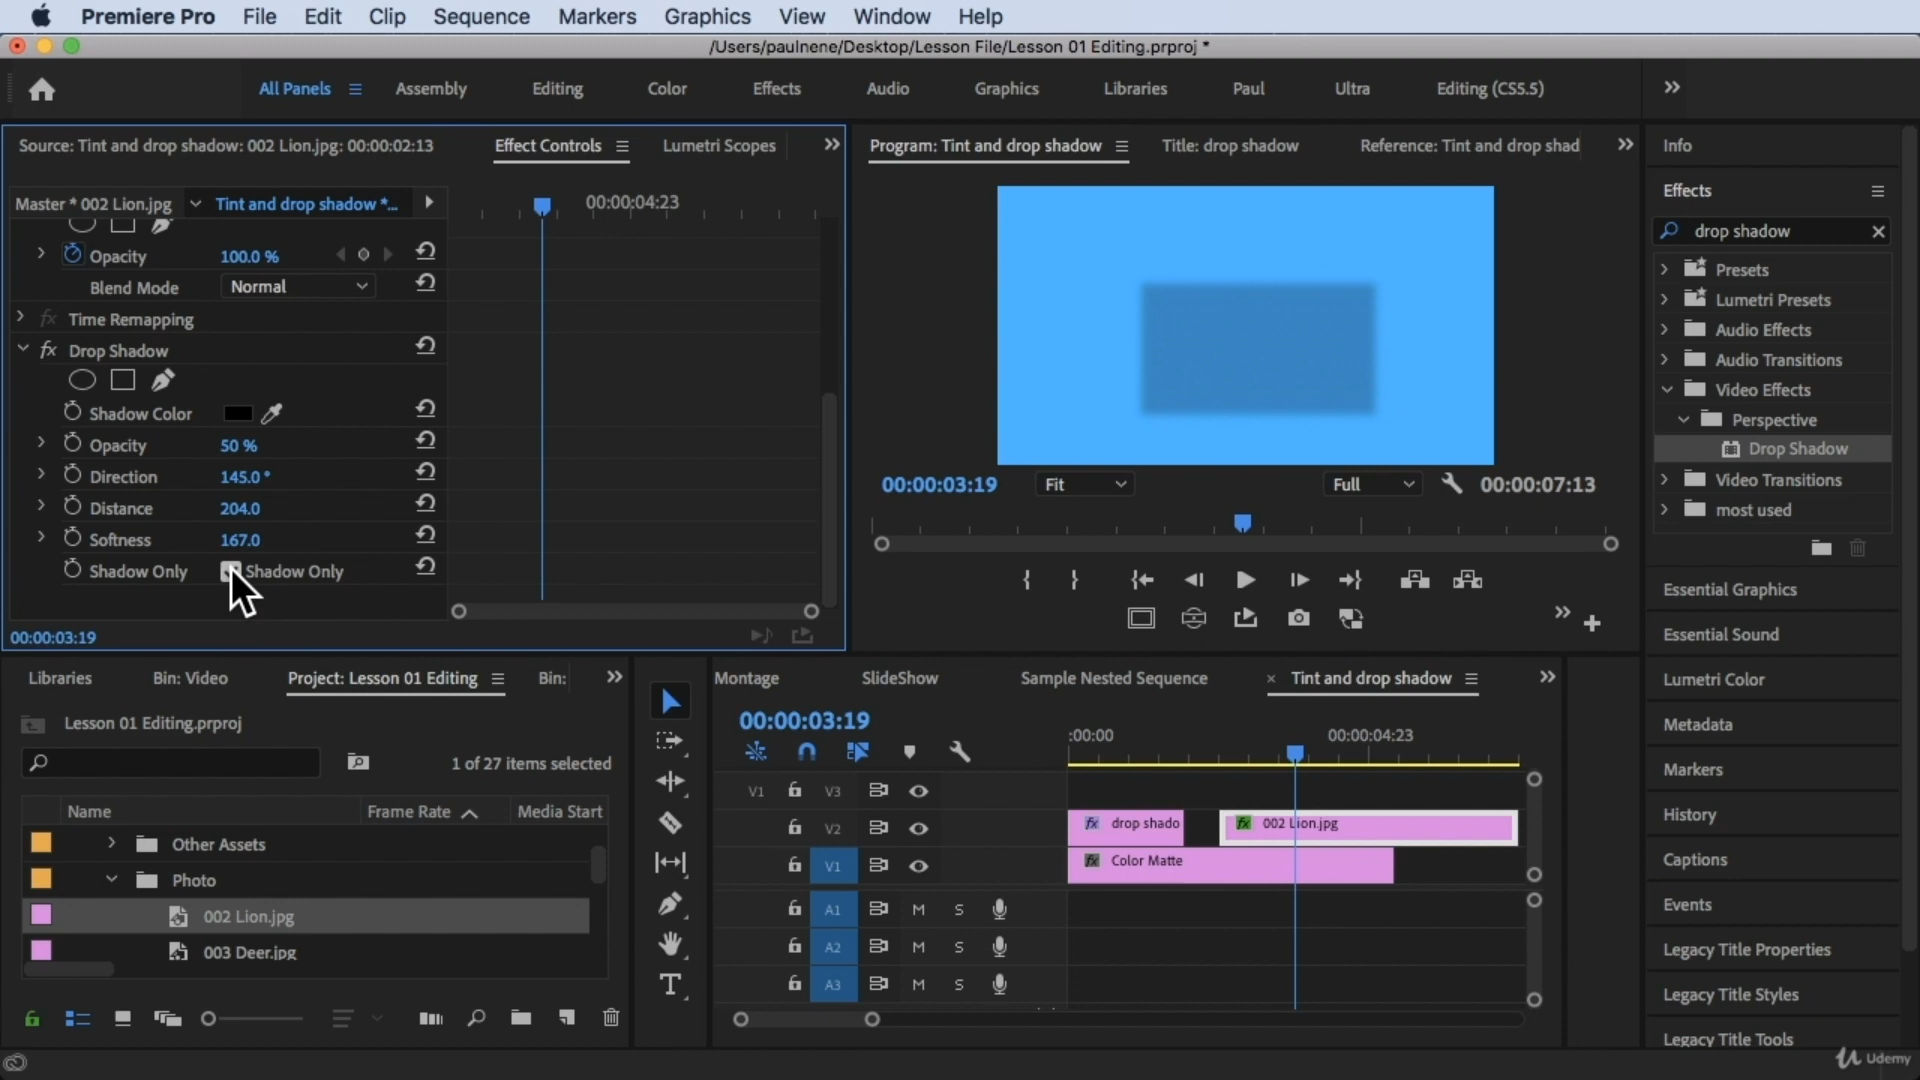 Premiere Pro File Edit Clip Sequence Markers Graphics View Window Help
/Users/paulnene/Desktop/Lesson File/Lesson 01 Editing.prproj *
All Panels Assembly Editing Color Effects Audio Graphics Libraries Paul Ultra Editing (CS5.5)
Source: Tint and drop shadow: 002 Lion.jpg: 00:00:02:13 Effect Controls Lumetri Scopes
Master * 002 Lion.jpg Tint and drop shadow *... 00:00:04:23
Opacity 100.0 %
Blend Mode Normal
fx Time Remapping
fx Drop Shadow
Shadow Color
Opacity 50 %
Direction 145.0 °
Distance 204.0
Softness 167.0
Shadow Only Shadow Only
00:00:03:19
Program: Tint and drop shadow Title: drop shadow Reference: Tint and drop shad
00:00:03:19 Fit Full 00:00:07:13
Info
Effects
drop shadow
Presets
Lumetri Presets
Audio Effects
Audio Transitions
Video Effects
Perspective
Drop Shadow
Video Transitions
most used
Essential Graphics
Essential Sound
Lumetri Color
Metadata
Markers
History
Captions
Events
Legacy Title Properties
Legacy Title Styles
Legacy Title Tools
Libraries Bin: Video Project: Lesson 01 Editing Bin:
Lesson 01 Editing.prproj
1 of 27 items selected
Name Frame Rate Media Start
Other Assets
Photo
002 Lion.jpg
003 Deer.jpg
T
Montage SlideShow Sample Nested Sequence × Tint and drop shadow
00:00:03:19
:00:00 00:00:04:23
V1 V3
V2 fx drop shado fx 002 Lion.jpg
V1 fx Color Matte
A1 M S
A2 M S
A3 M S
Udemy